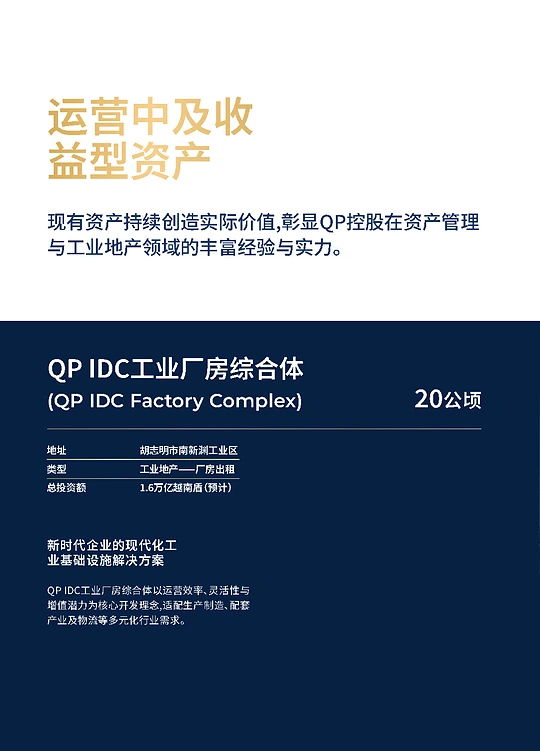 运营中及收
益型资产
现有资产持续创造实际价值,彰显QP控股在资产管理
与工业地产领域的丰富经验与实力。
QP IDC工业厂房综合体
(QP IDC Factory Complex)
20公顷
地址 胡志明市南新渊工业区
类型 工业地产——厂房出租
总投资额 1.6万亿越南盾(预计)
新时代企业的现代化工
业基础设施解决方案
QP IDC工业厂房综合体以运营效率、灵活性与
增值潜力为核心开发理念,适配生产制造、配套
产业及物流等多元化行业需求。